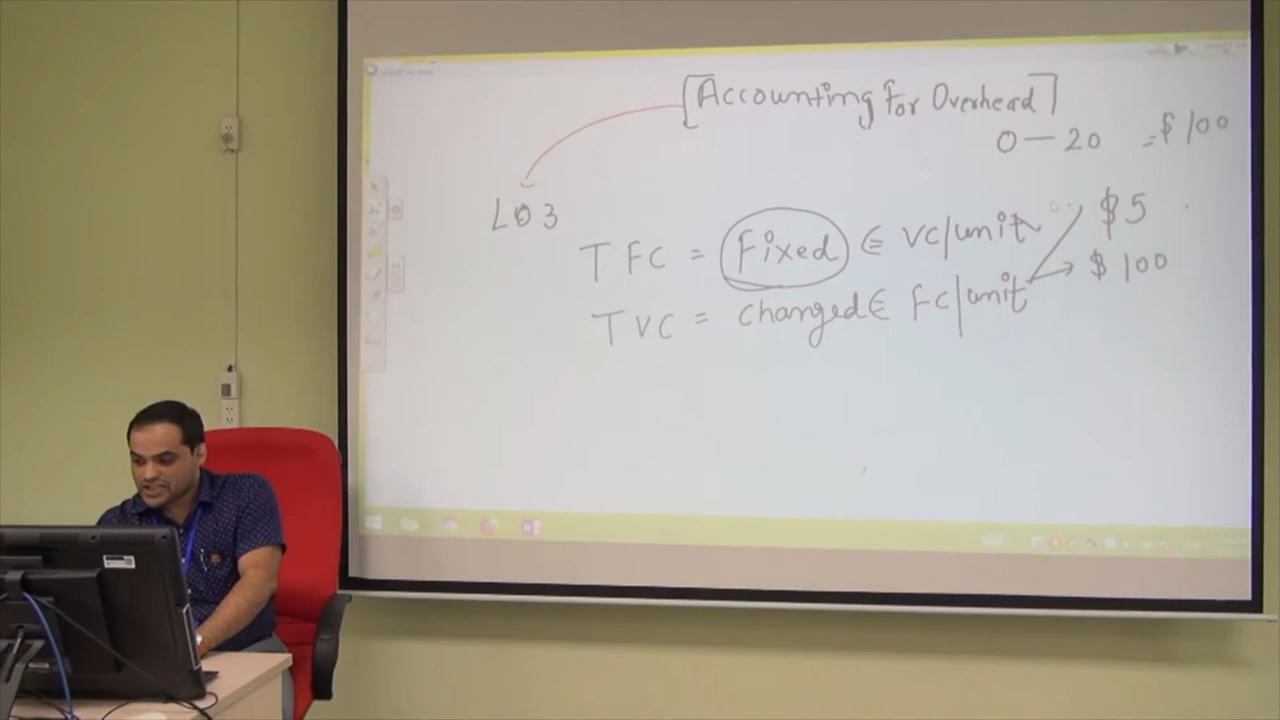 [Accounting For Overhead]
0 — 20 = $ 100
LO3
TFC = Fixed ∈ VC/unit $5
TVC = changed ∈ FC/unit → $100